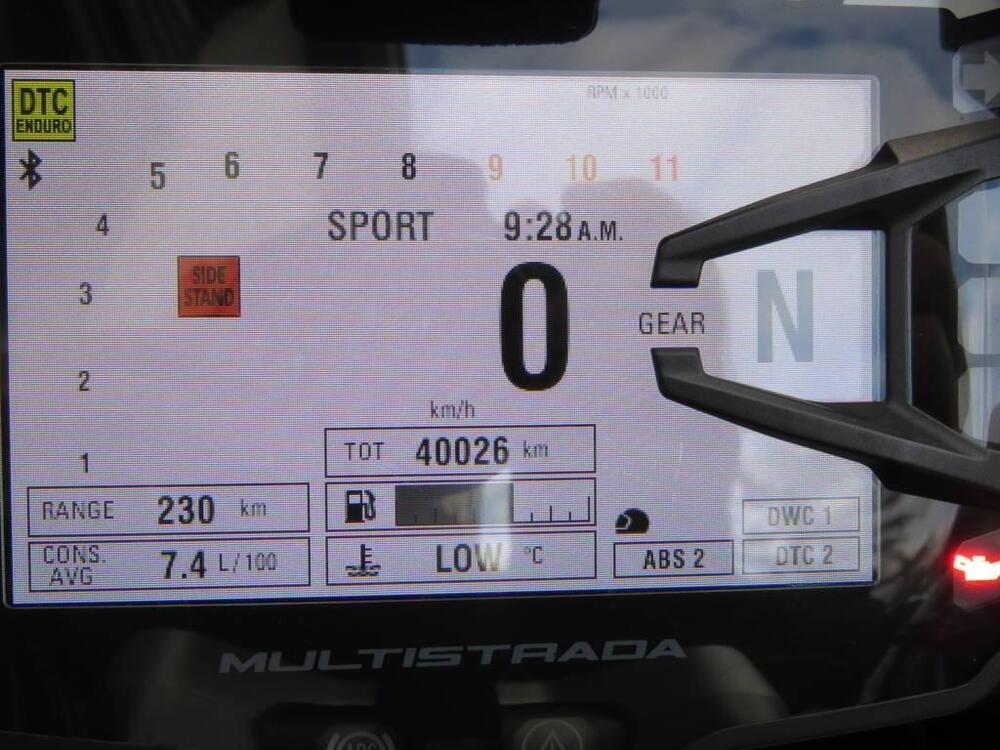 RPM x 1000
DTC
ENDURO
5 6 7 8 9 10 11
4
SPORT 9:28 A.M.
3
SIDE
STAND
0
GEAR
N
2
km/h
1
TOT 40026 km
RANGE 230 km
DWC 1
CONS.
AVG
7.4 L/100
LOW °C
ABS 2
DTC 2
MULTISTRADA
ABS